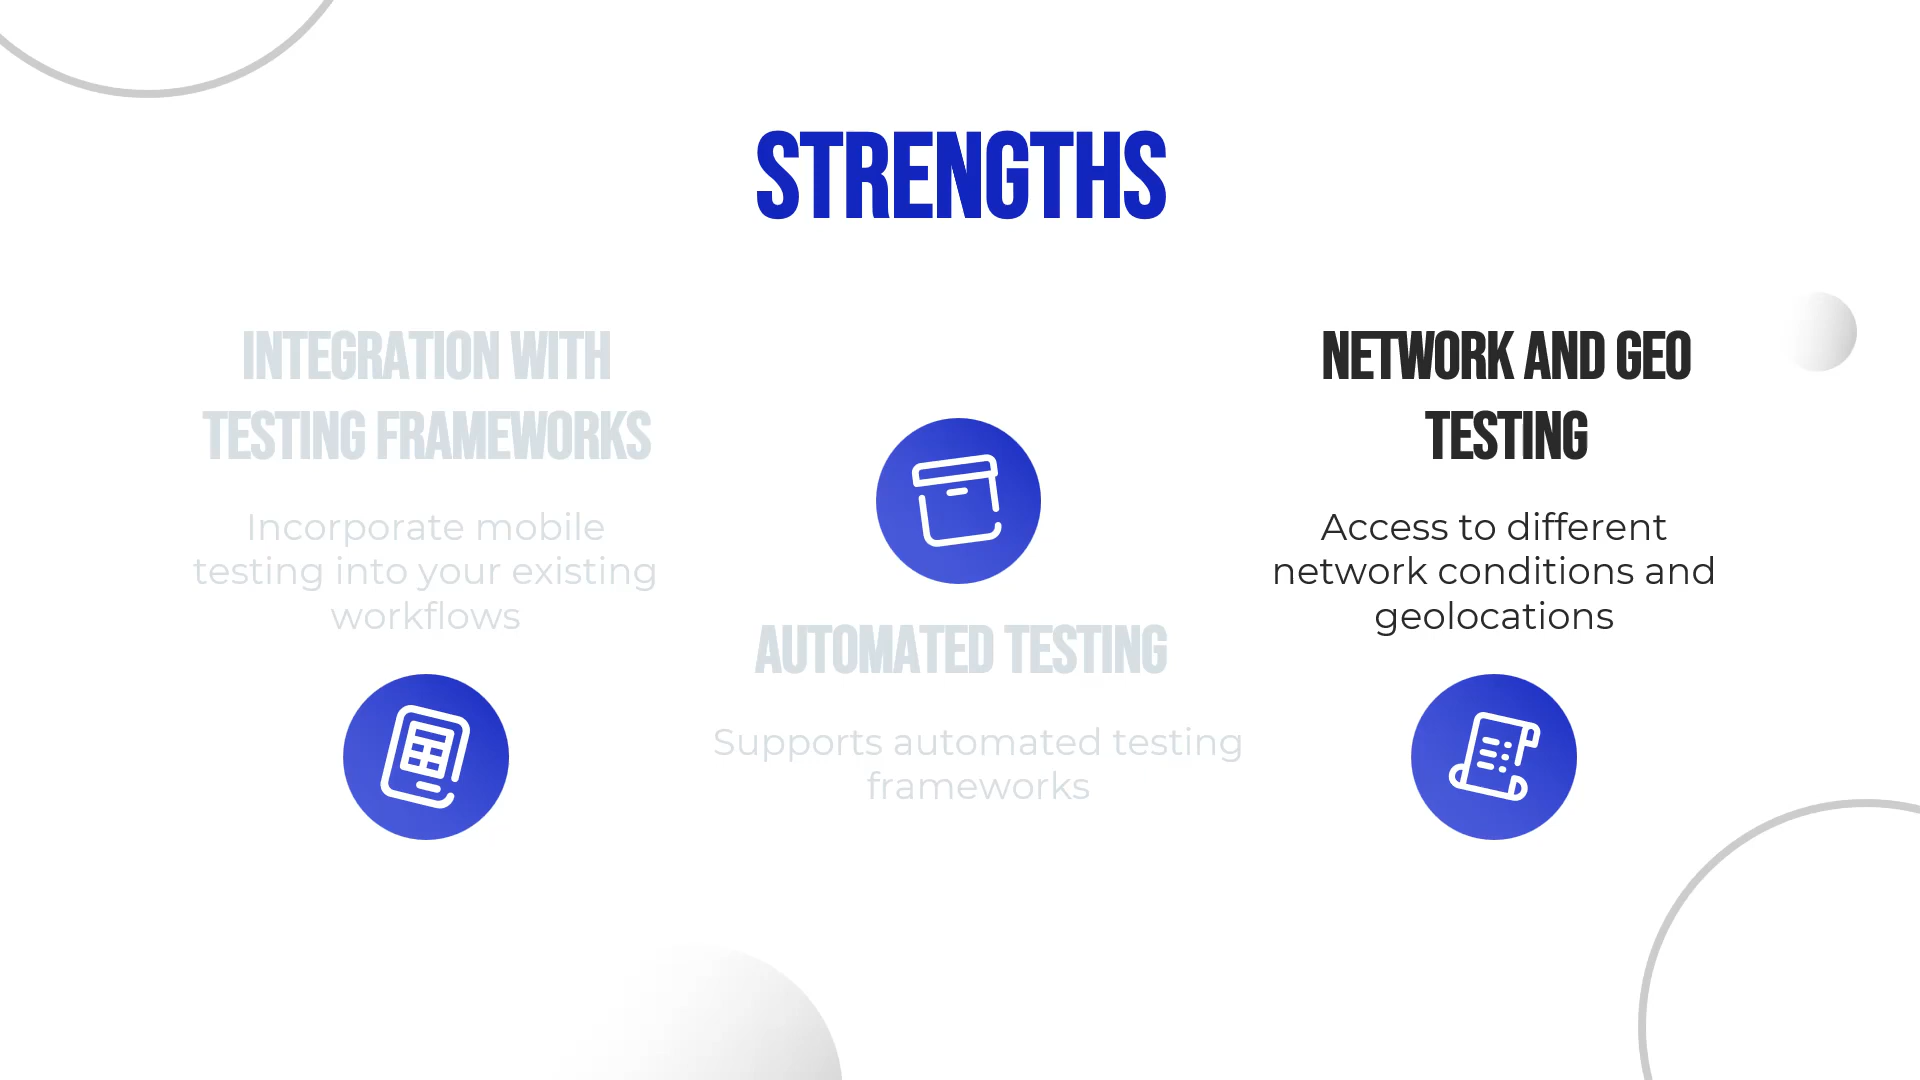 STRENGTHS
INTEGRATION WITH
TESTING FRAMEWORKS
Incorporate mobile
testing into your existing
workflows
AUTOMATED TESTING
Supports automated testing
frameworks
NETWORK AND GEO
TESTING
Access to different
network conditions and
geolocations